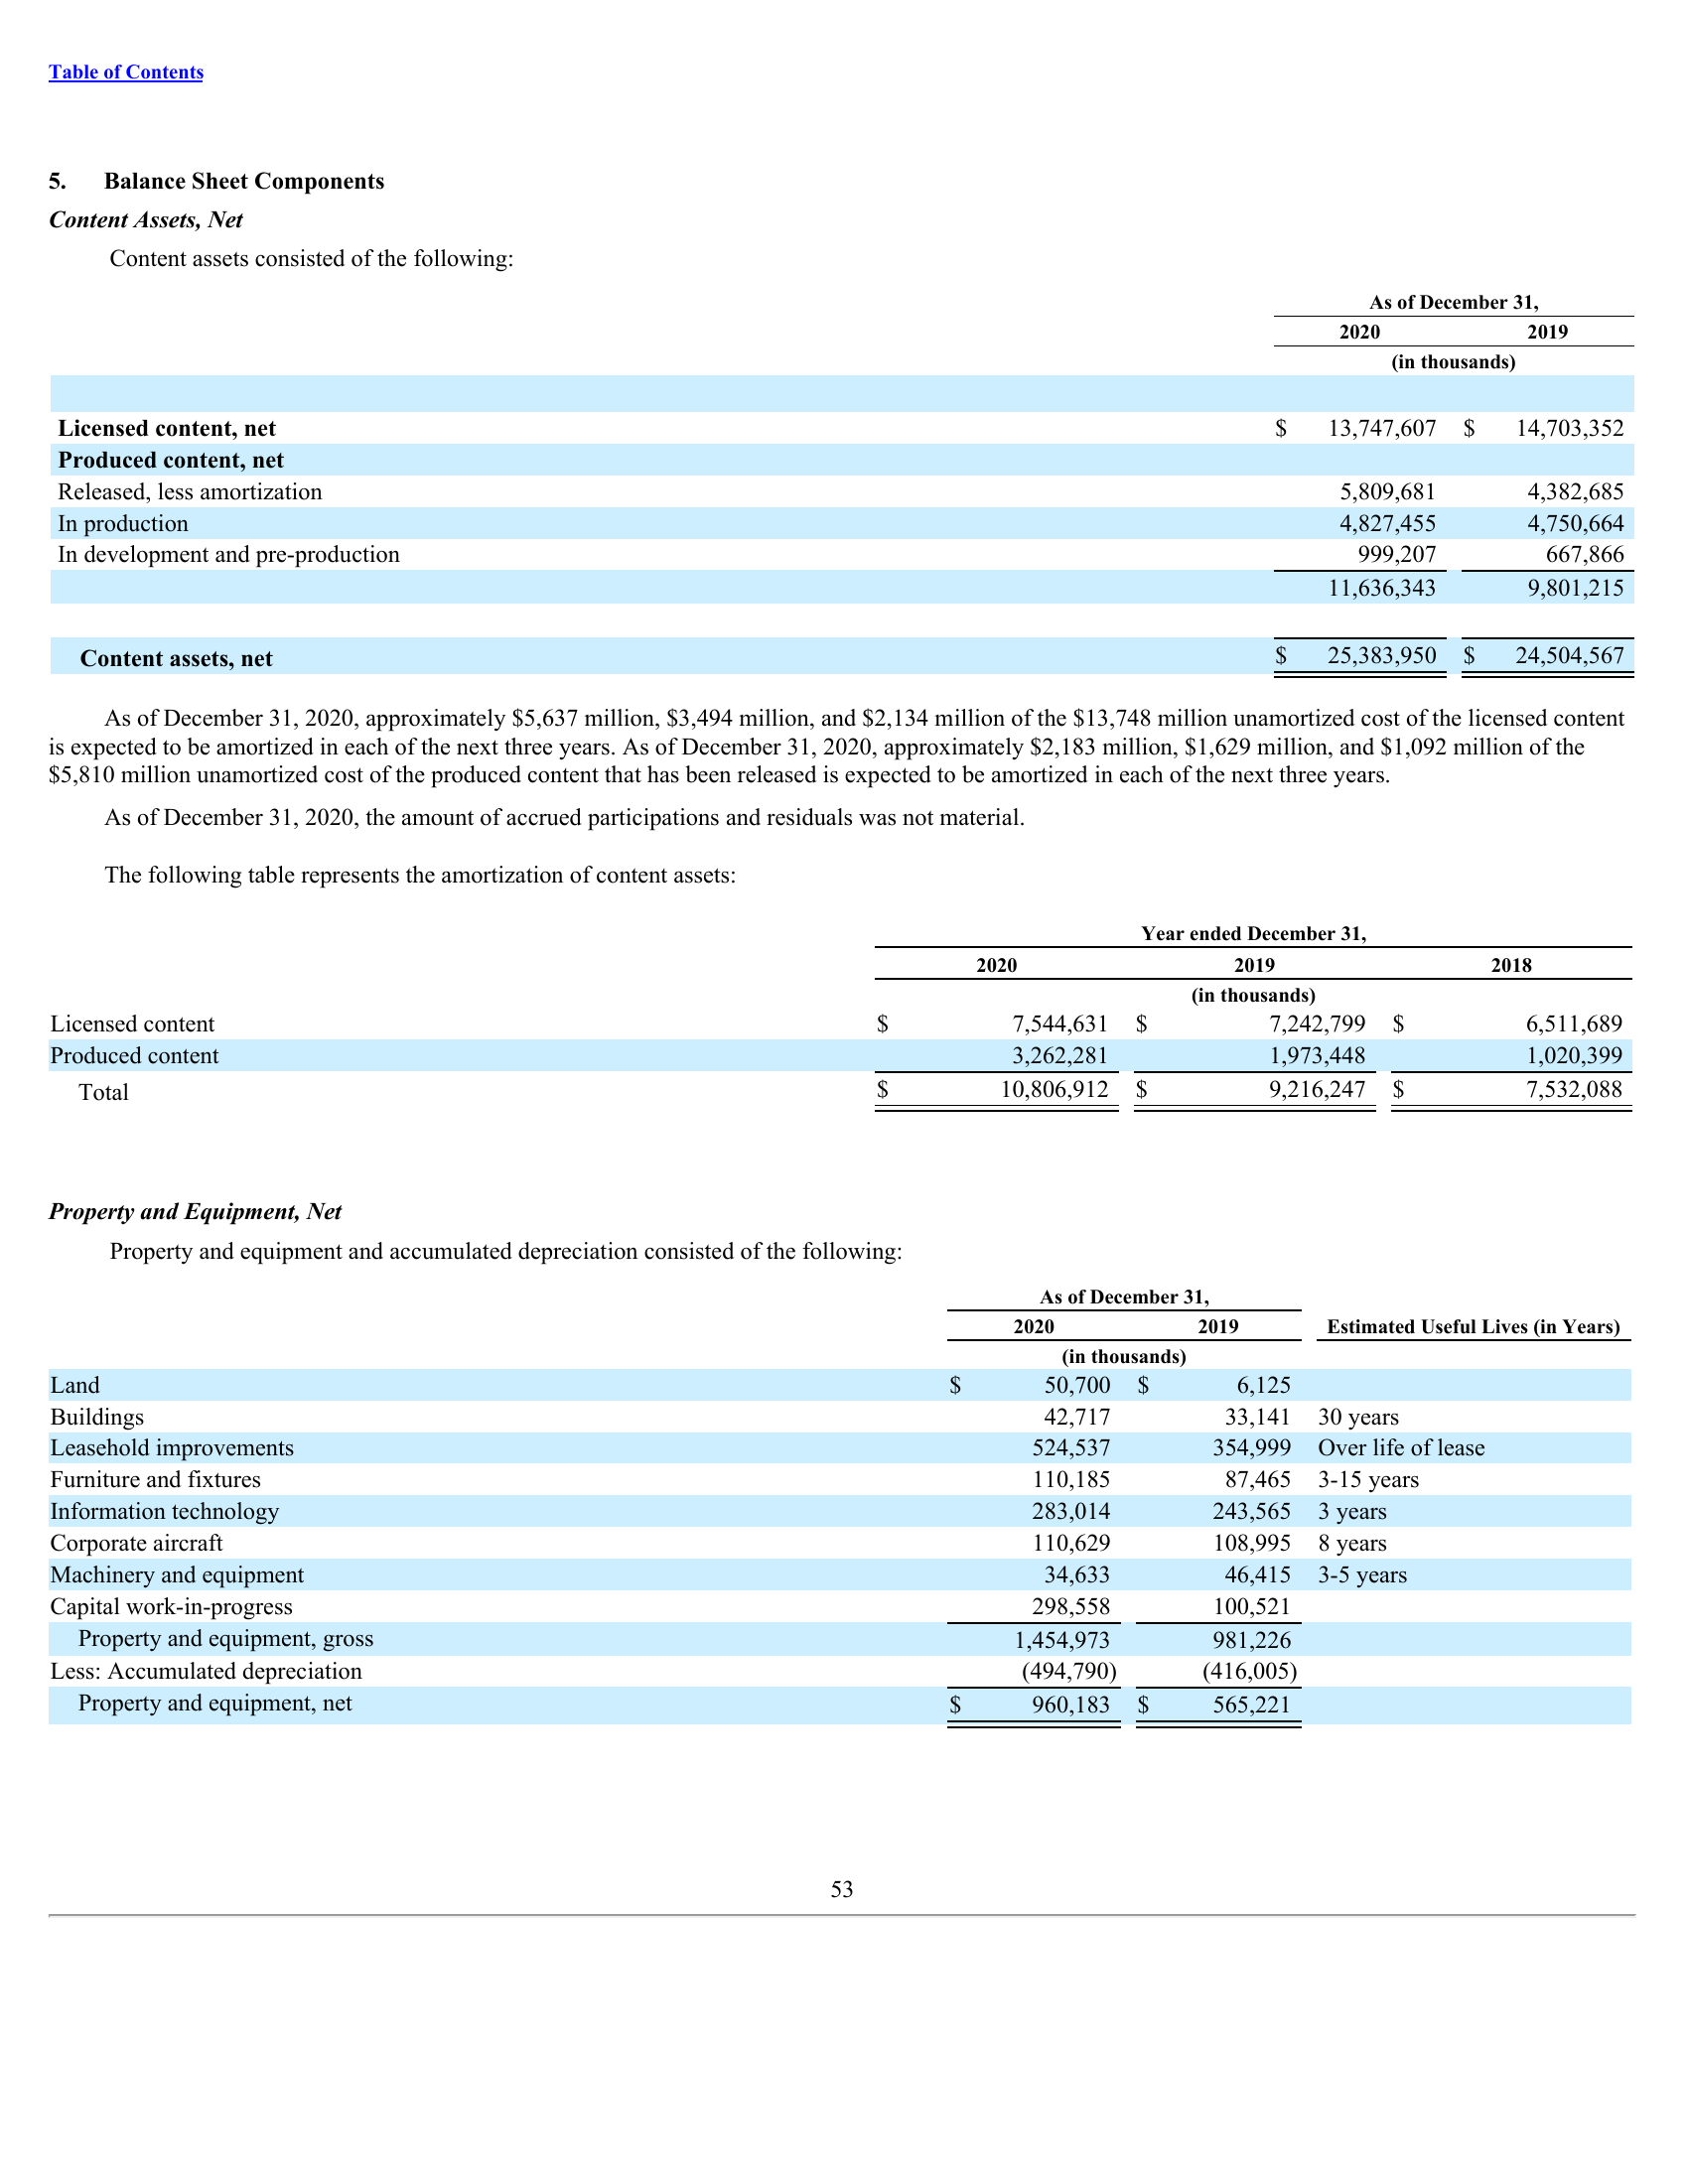 Table of Contents
5. Balance Sheet Components
Content Assets, Net
Content assets consisted of the following:
As of December 31,
2020 2019
(in thousands)
Licensed content, net $ 13,747,607 $ 14,703,352
Produced content, net
Released, less amortization 5,809,681 4,382,685
In production 4,827,455 4,750,664
In development and pre-production 999,207 667,866
11,636,343 9,801,215
Content assets, net $ 25,383,950 $ 24,504,567
As of December 31, 2020, approximately $5,637 million, $3,494 million, and $2,134 million of the $13,748 million unamortized cost of the licensed content
is expected to be amortized in each of the next three years. As of December 31, 2020, approximately $2,183 million, $1,629 million, and $1,092 million of the
$5,810 million unamortized cost of the produced content that has been released is expected to be amortized in each of the next three years.
As of December 31, 2020, the amount of accrued participations and residuals was not material.
The following table represents the amortization of content assets:
Year ended December 31,
2020 2019 2018
(in thousands)
Licensed content $ 7,544,631 $ 7,242,799 $ 6,511,689
Produced content 3,262,281 1,973,448 1,020,399
Total $ 10,806,912 $ 9,216,247 $ 7,532,088
Property and Equipment, Net
Property and equipment and accumulated depreciation consisted of the following:
As of December 31,
2020 2019 Estimated Useful Lives (in Years)
(in thousands)
Land $ 50,700 $ 6,125
Buildings 42,717 33,141 30 years
Leasehold improvements 524,537 354,999 Over life of lease
Furniture and fixtures 110,185 87,465 3-15 years
Information technology 283,014 243,565 3 years
Corporate aircraft 110,629 108,995 8 years
Machinery and equipment 34,633 46,415 3-5 years
Capital work-in-progress 298,558 100,521
Property and equipment, gross 1,454,973 981,226
Less: Accumulated depreciation (494,790) (416,005)
Property and equipment, net $ 960,183 $ 565,221
53